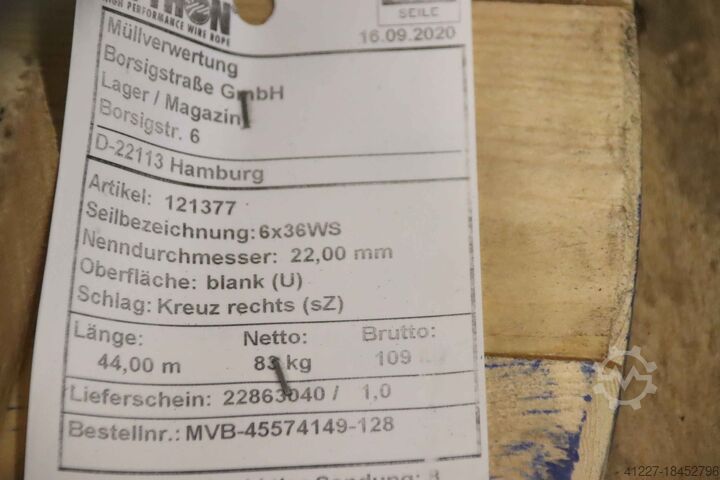 HIGH PERFORMANCE WIRE ROPE
SEILE
16.09.2020
Müllverwertung
Borsigstraße GmbH
Lager / Magazin
Borsigstr. 6
D-22113 Hamburg
Artikel: 121377
Seilbezeichnung: 6x36WS
Nenndurchmesser: 22,00 mm
Oberfläche: blank (U)
Schlag: Kreuz rechts (sZ)
Länge: Netto: Brutto:
44,00 m 83 kg 109
Lieferschein: 22863040 / 1,0
Bestellnr.: MVB-45574149-128
41227-18452796